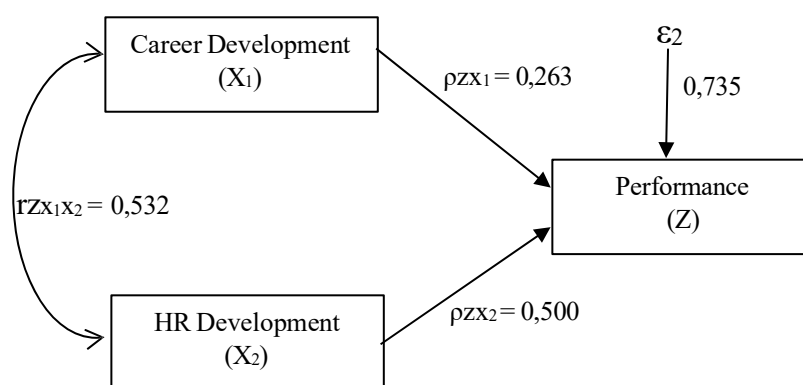 Career Development
(X₁)
ε₂
ρzx₁ = 0,263
0,735
Performance
(Z)
rzx₁x₂ = 0,532
HR Development
(X₂)
ρzx₂ = 0,500